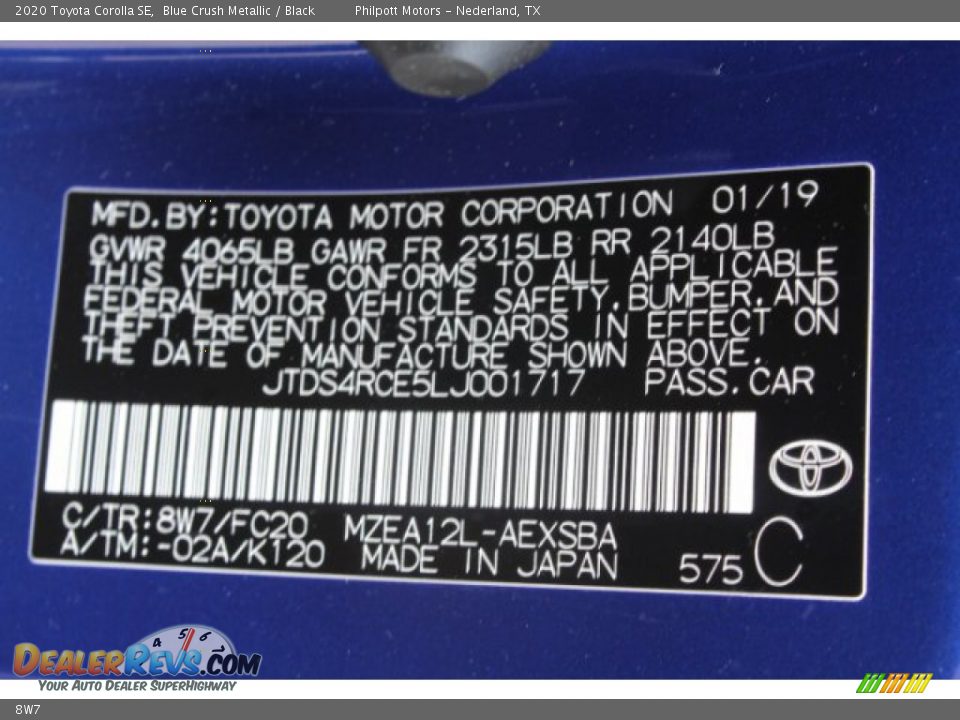 2020 Toyota Corolla SE, Blue Crush Metallic / Black Philpott Motors - Nederland, TX
MFD.BY:TOYOTA MOTOR CORPORATION 01/19
GVWR 4065LB GAWR FR 2315LB RR 2140LB
THIS VEHICLE CONFORMS TO ALL APPLICABLE
FEDERAL MOTOR VEHICLE SAFETY,BUMPER,AND
THEFT PREVENTION STANDARDS IN EFFECT ON
THE DATE OF MANUFACTURE SHOWN ABOVE.
JTDS4RCE5LJ001717 PASS.CAR
C/TR:8W7/FC20 MZEA12L-AEXSBA
A/TM:-02A/K120 MADE IN JAPAN 575 C
4 5 6
DEALERREVS.COM
YOUR AUTO DEALER SUPERHIGHWAY
8W7